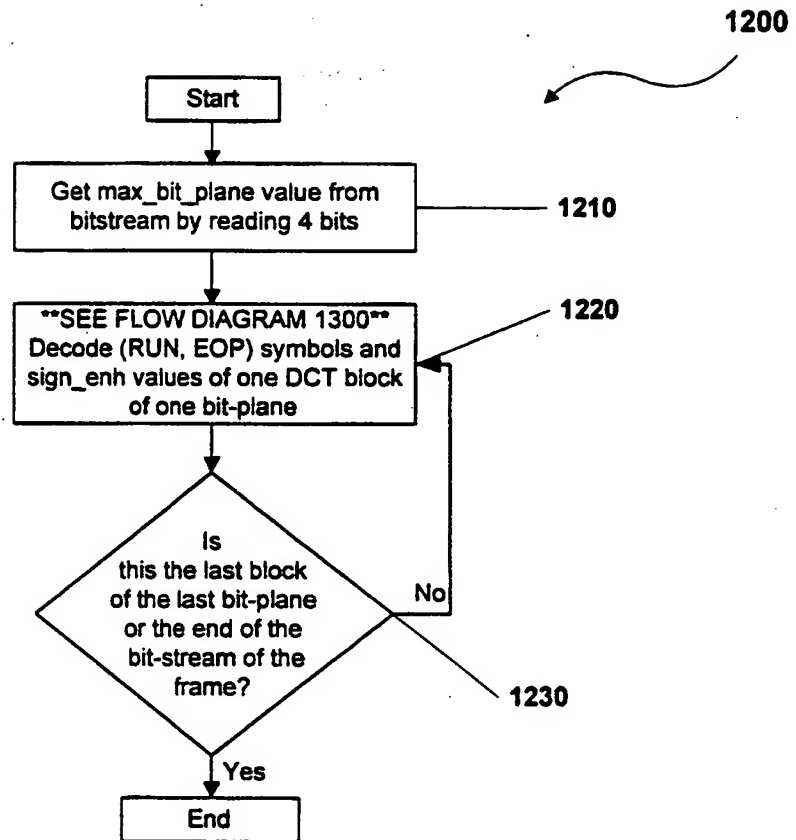 1200
Start
Get max_bit_plane value from
bitstream by reading 4 bits
1210
**SEE FLOW DIAGRAM 1300**
Decode (RUN, EOP) symbols and
sign_enh values of one DCT block
of one bit-plane
1220
Is
this the last block
of the last bit-plane
or the end of the
bit-stream of the
frame?
No
1230
Yes
End